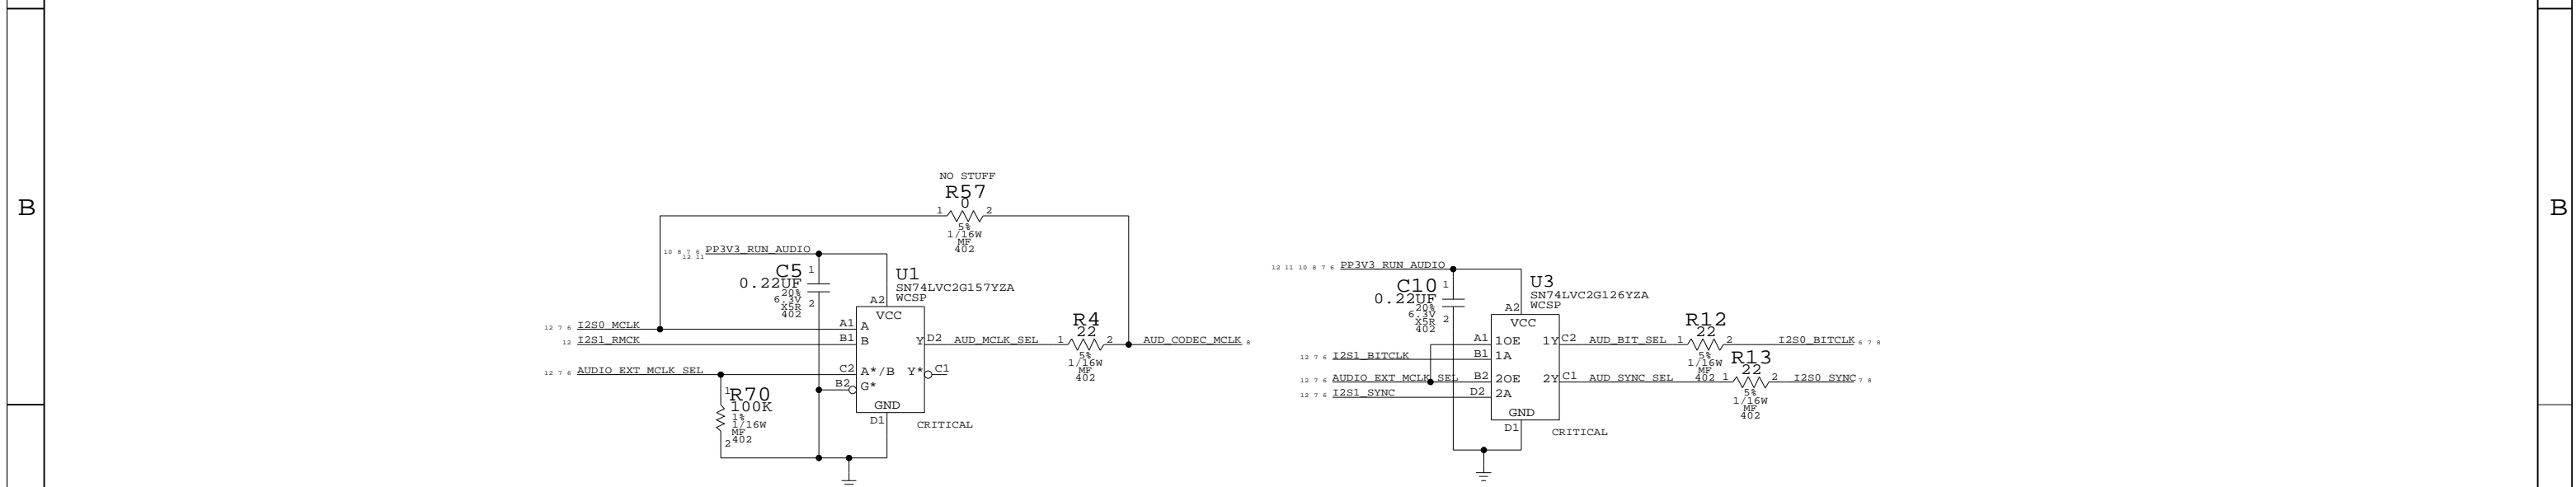 B
NO STUFF
R57
0
1 2
5%
1/16W
MF
402
10 8 7 6 PP3V3_RUN_AUDIO
12 11
C5 1
0.22UF
20%
6.3V
X5R 2
402
U1
SN74LVC2G157YZA
WCSP
A2
VCC
12 7 6 I2S0_MCLK A1 A
12 I2S1_RMCK B1 B
Y D2 AUD_MCLK_SEL
R4
22
1 2
5%
1/16W
MF
402
AUD_CODEC_MCLK 8
12 7 6 AUDIO_EXT_MCLK_SEL C2 A*/B Y* C1
B2 G*
GND
D1
CRITICAL
1
R70
100K
1%
1/16W
MF
402
2
12 11 10 8 7 6 PP3V3_RUN_AUDIO
C10 1
0.22UF
20%
6.3V
X5R 2
402
U3
SN74LVC2G126YZA
WCSP
A2
VCC
A1 1OE 1Y C2 AUD_BIT_SEL
R12
22
1 2
5%
1/16W
MF
402
I2S0_BITCLK 6 7 8
12 7 6 I2S1_BITCLK B1 1A
12 7 6 AUDIO_EXT_MCLK_SEL B2 2OE 2Y C1 AUD_SYNC_SEL
R13
22
1 2
5%
1/16W
MF
402
I2S0_SYNC 7 8
12 7 6 I2S1_SYNC D2 2A
GND
D1
CRITICAL
B